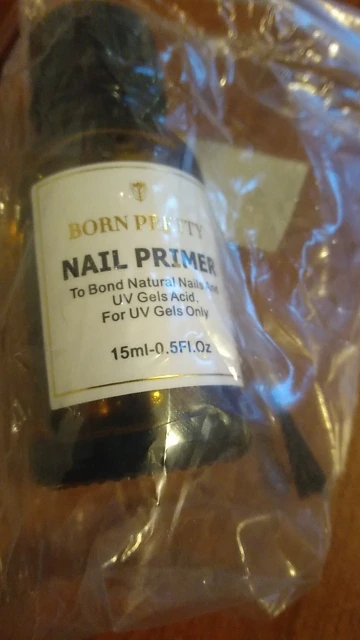 BORN PRETTY
NAIL PRIMER
To Bond Natural Nails And
UV Gels Acid,
For UV Gels Only
15ml-0.5Fl.Oz